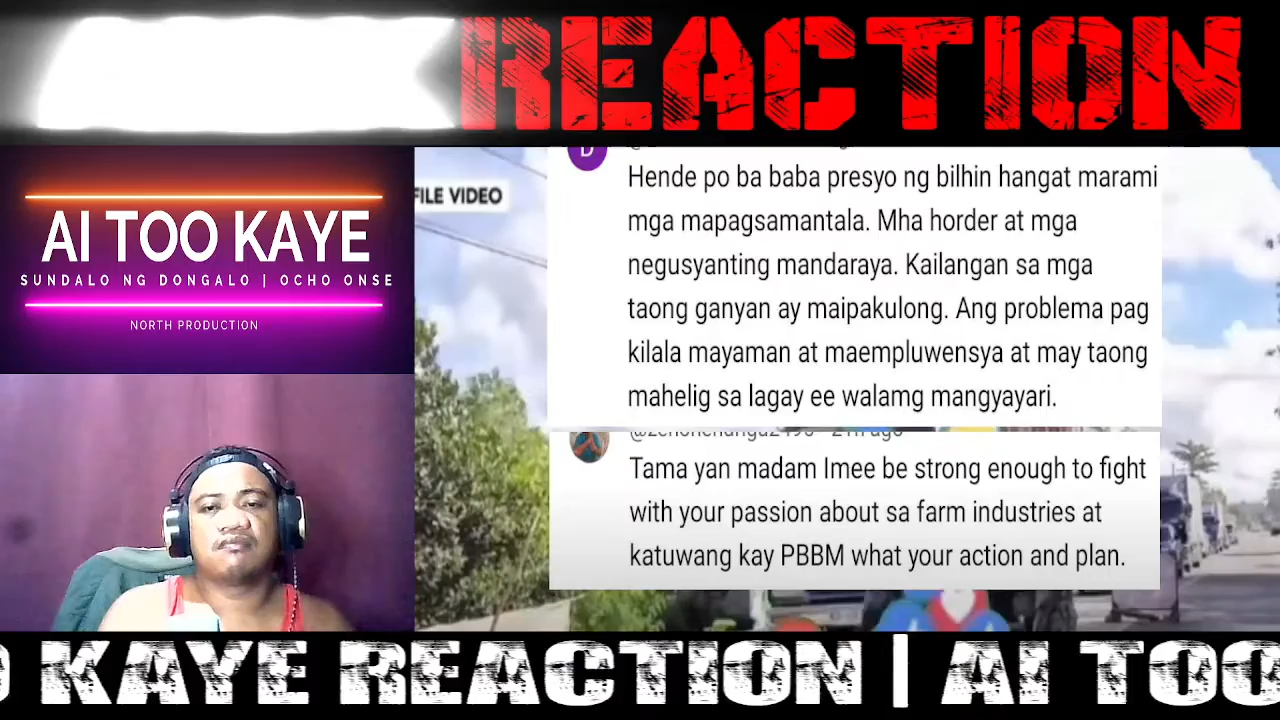 REACTION
AI TOO KAYE
SUNDALO NG DONGALO | OCHO ONSE
NORTH PRODUCTION
FILE VIDEO
D
Hende po ba baba presyo ng bilhin hangat marami
mga mapagsamantala. Mha horder at mga
negusyanting mandaraya. Kailangan sa mga
taong ganyan ay maipakulong. Ang problema pag
kilala mayaman at maempluwensya at may taong
mahelig sa lagay ee walamg mangyayari.
Tama yan madam Imee be strong enough to fight
with your passion about sa farm industries at
katuwang kay PBBM what your action and plan.
O KAYE REACTION | AI TOO